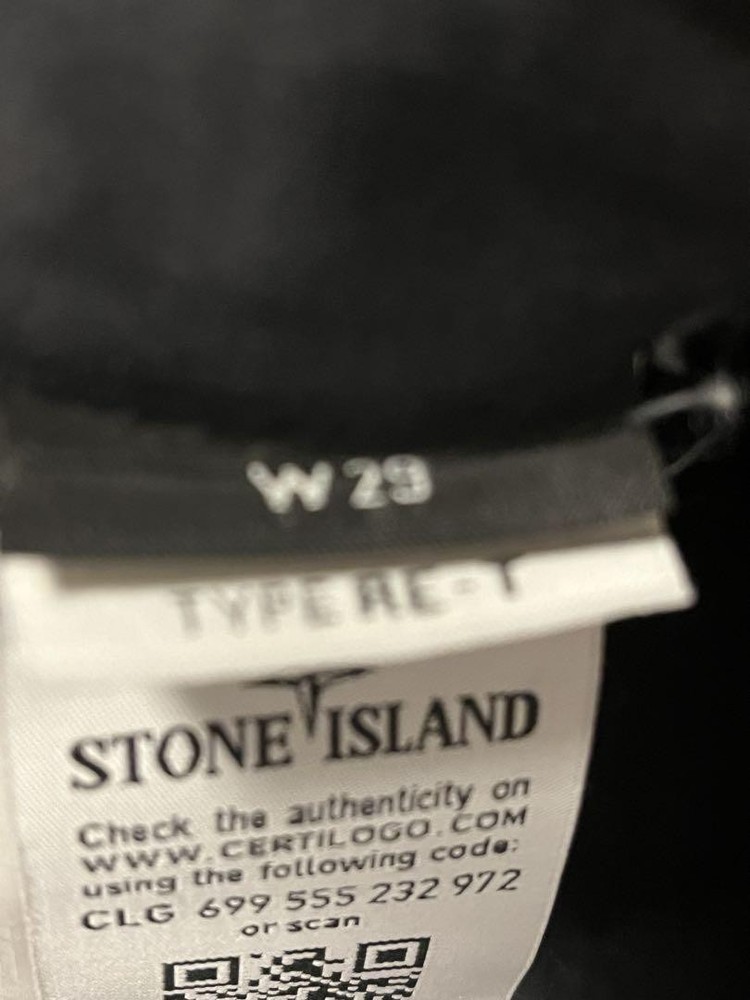 W 29
TYPE RE-T
STONE ISLAND
Check the authenticity on
WWW.CERTILOGO.COM
using the following code:
CLG 699 555 232 972
or scan